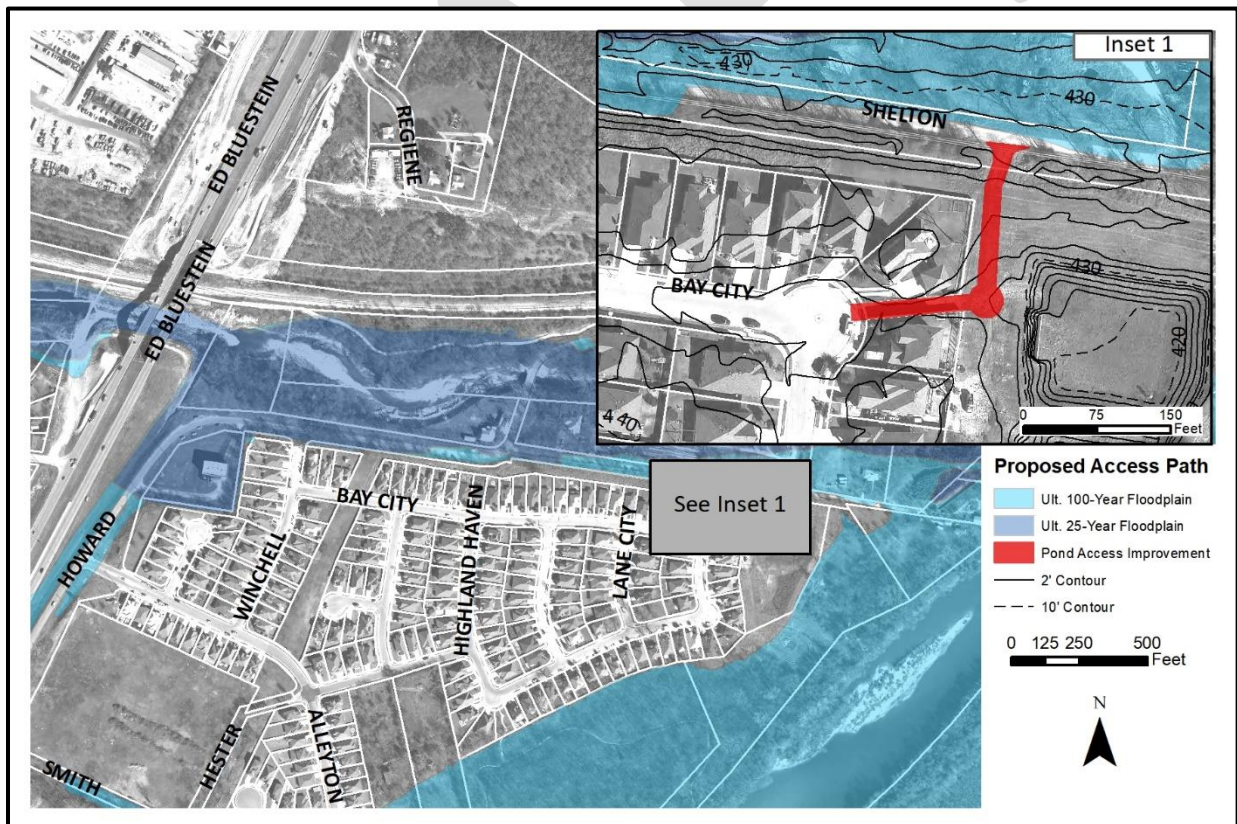 Inset 1
430
430
SHELTON
BAY CITY
430
420
440
0 75 150
Feet
ED BLUESTEIN
REGIENE
ED BLUESTEIN
BAY CITY
HIGHLAND HAVEN
LANE CITY
See Inset 1
HOWARD
WINCHELL
HESTER
ALLEYTON
SMITH
Proposed Access Path
Ult. 100-Year Floodplain
Ult. 25-Year Floodplain
Pond Access Improvement
2' Contour
10' Contour
0 125 250 500
Feet
N